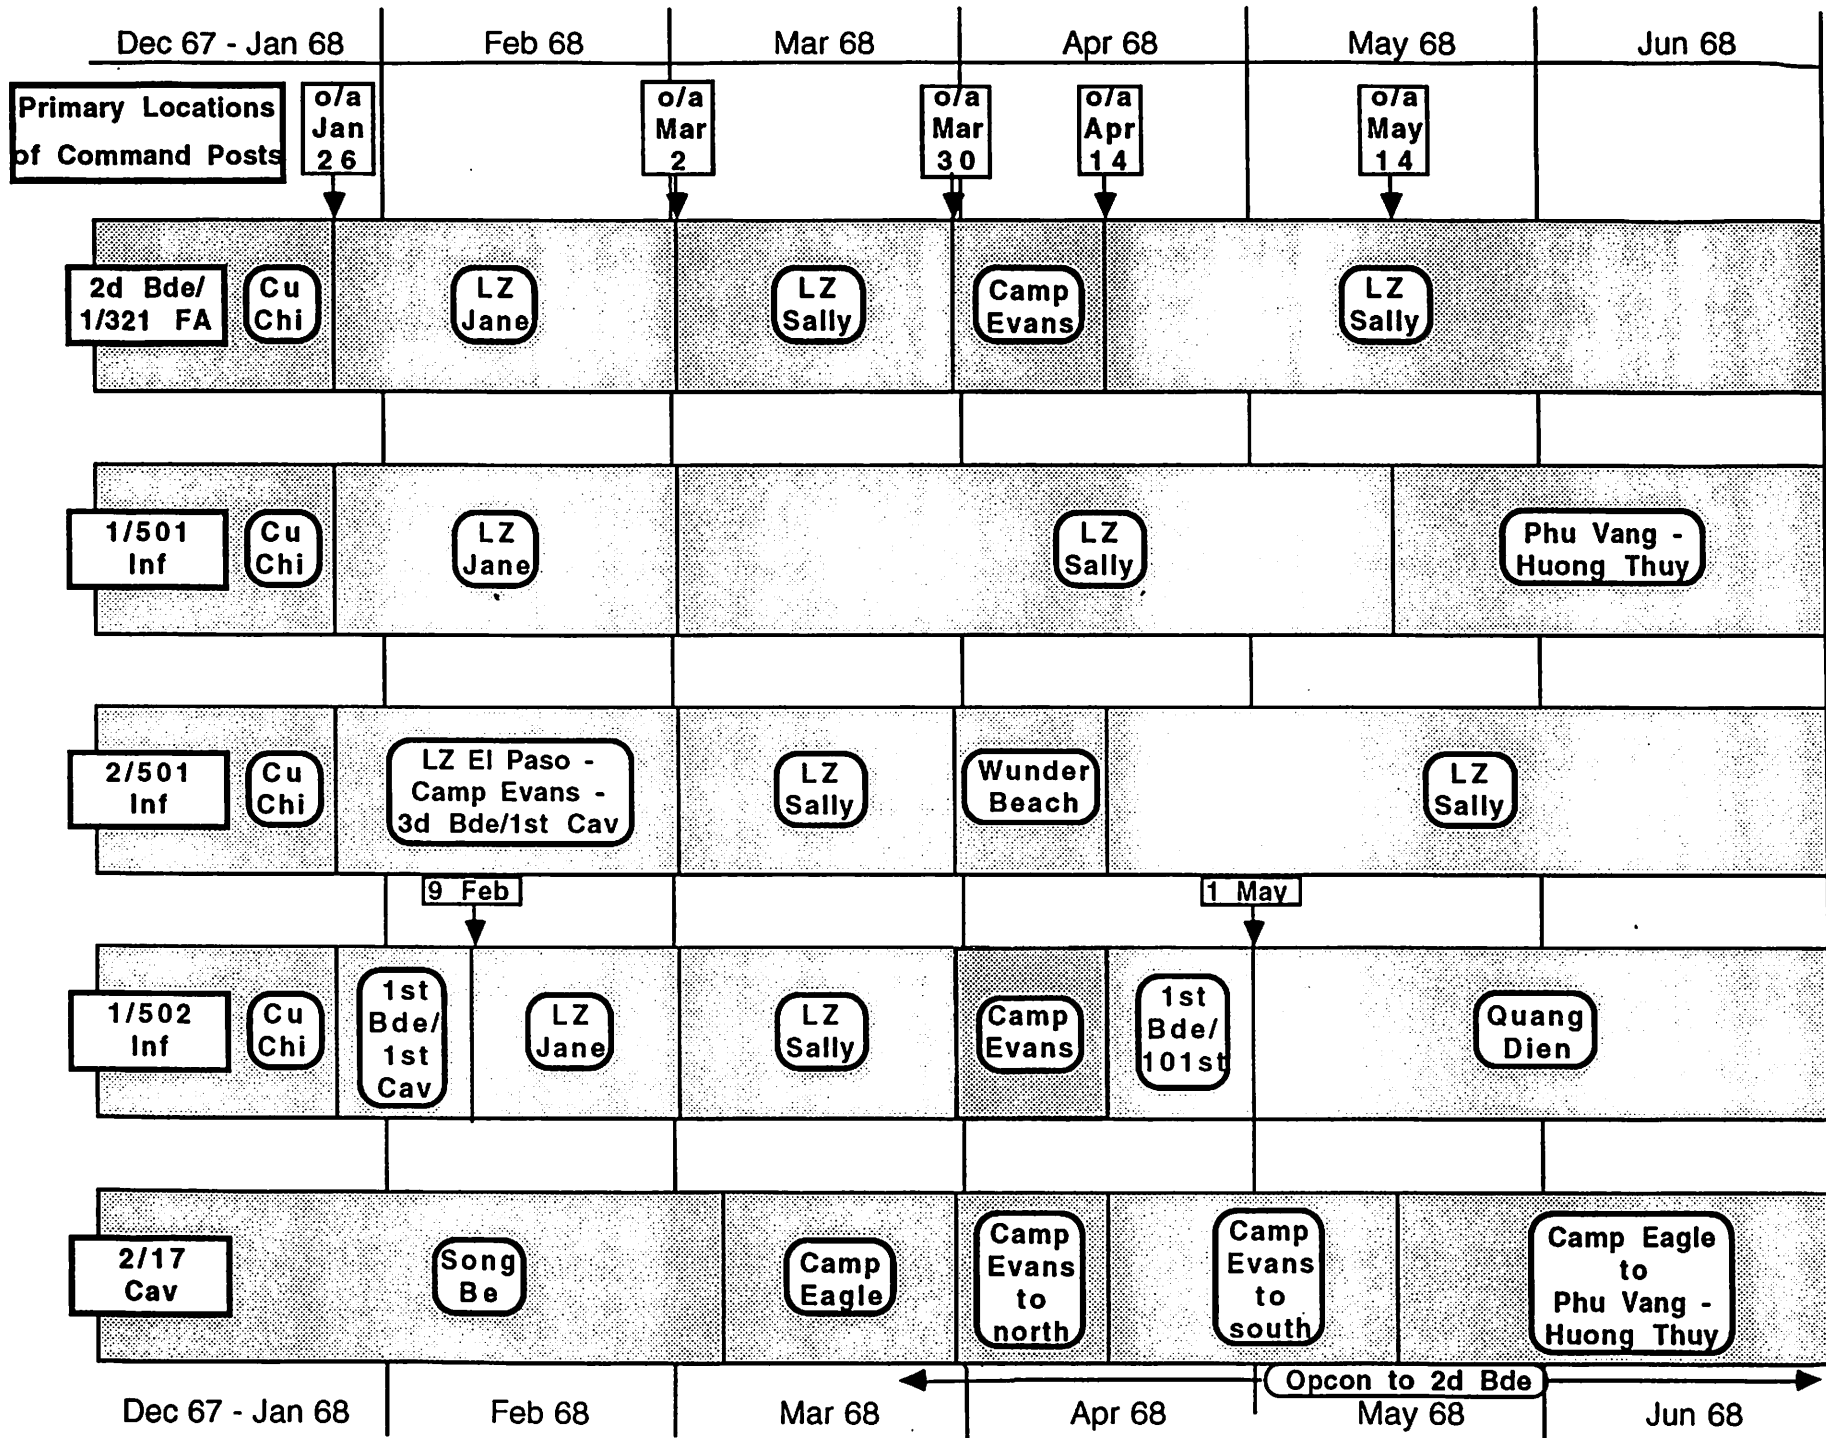 Dec 67 - Jan 68
Feb 68
Mar 68
Apr 68
May 68
Jun 68
Primary Locations
of Command Posts
o/a
Jan
26
o/a
Mar
2
o/a
Mar
30
o/a
Apr
14
o/a
May
14
2d Bde/
1/321 FA
Cu
Chi
LZ
Jane
LZ
Sally
Camp
Evans
LZ
Sally
1/501
Inf
Cu
Chi
LZ
Jane
LZ
Sally
Phu Vang -
Huong Thuy
2/501
Inf
Cu
Chi
LZ El Paso -
Camp Evans -
3d Bde/1st Cav
LZ
Sally
Wunder
Beach
LZ
Sally
9 Feb
1 May
1/502
Inf
Cu
Chi
1st
Bde/
1st
Cav
LZ
Jane
LZ
Sally
Camp
Evans
1st
Bde/
101st
Quang
Dien
2/17
Cav
Song
Be
Camp
Eagle
Camp
Evans
to
north
Camp
Evans
to
south
Camp Eagle
to
Phu Vang -
Huong Thuy
Opcon to 2d Bde
Dec 67 - Jan 68
Feb 68
Mar 68
Apr 68
May 68
Jun 68